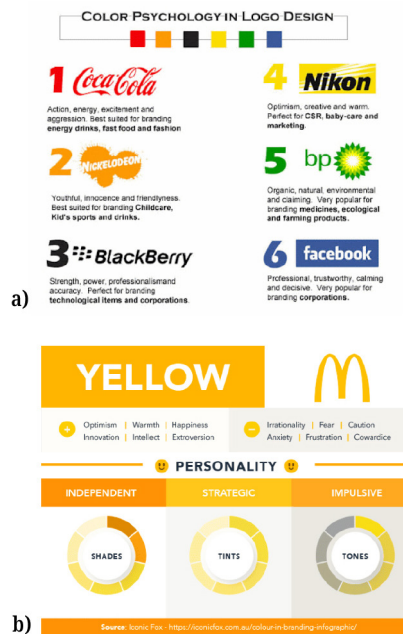 COLOR PSYCHOLOGY IN LOGO DESIGN
1 Coca-Cola
Action, energy, excitement and
aggression. Best suited for branding
energy drinks, fast food and fashion
2 NICKELODEON
Youthful, innocence and friendlyness.
Best suited for branding Childcare,
Kid's sports and drinks.
3 BlackBerry
Strength, power, professionalismand
accuracy. Perfect for branding
technological items and corporations.
4 Nikon
Optimism, creative and warm.
Perfect for CSR, baby-care and
marketing.
5 bp
Organic, natural, environmental
and claiming. Very popular for
branding medicines, ecological
and farming products.
6 facebook
Professional, trustworthy, calming
and decisive. Very popular for
branding corporations.
a)
YELLOW
+ Optimism | Warmth | Happiness
Innovation | Intellect | Extroversion
− Irrationality | Fear | Caution
Anxiety | Frustration | Cowardice
PERSONALITY
INDEPENDENT STRATEGIC IMPULSIVE
SHADES TINTS TONES
b)
Source: Iconic Fox - https://iconicfox.com.au/colour-in-branding-infographic/